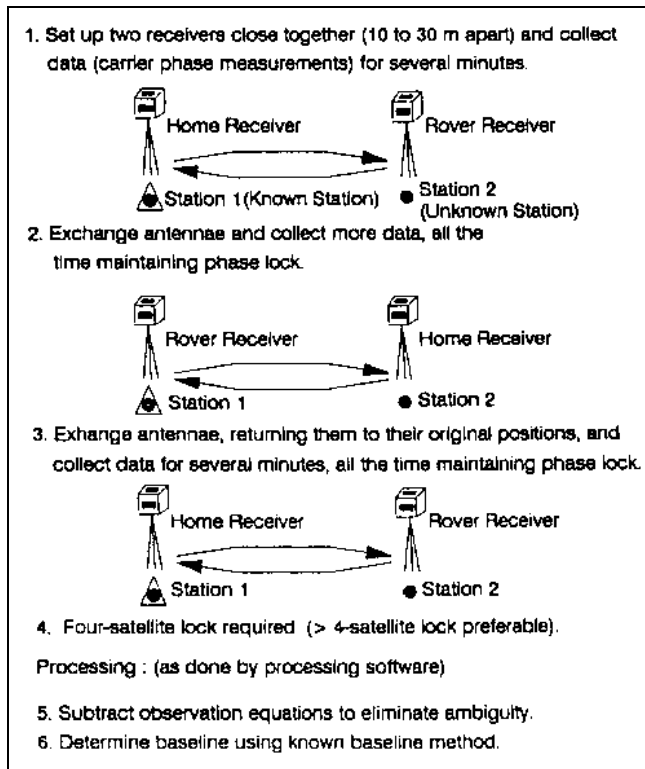 1. Set up two receivers close together (10 to 30 m apart) and collect
data (carrier phase measurements) for several minutes.
Home Receiver
Rover Receiver
Station 1(Known Station)
Station 2
(Unknown Station)
2. Exchange antennae and collect more data, all the
time maintaining phase lock.
Rover Receiver
Home Receiver
Station 1
Station 2
3. Exhange antennae, returning them to their original positions, and
collect data for several minutes, all the time maintaining phase lock.
Home Receiver
Rover Receiver
Station 1
Station 2
4. Four-satellite lock required (> 4-satellite lock preferable).
Processing : (as done by processing software)
5. Subtract observation equations to eliminate ambiguity.
6. Determine baseline using known baseline method.